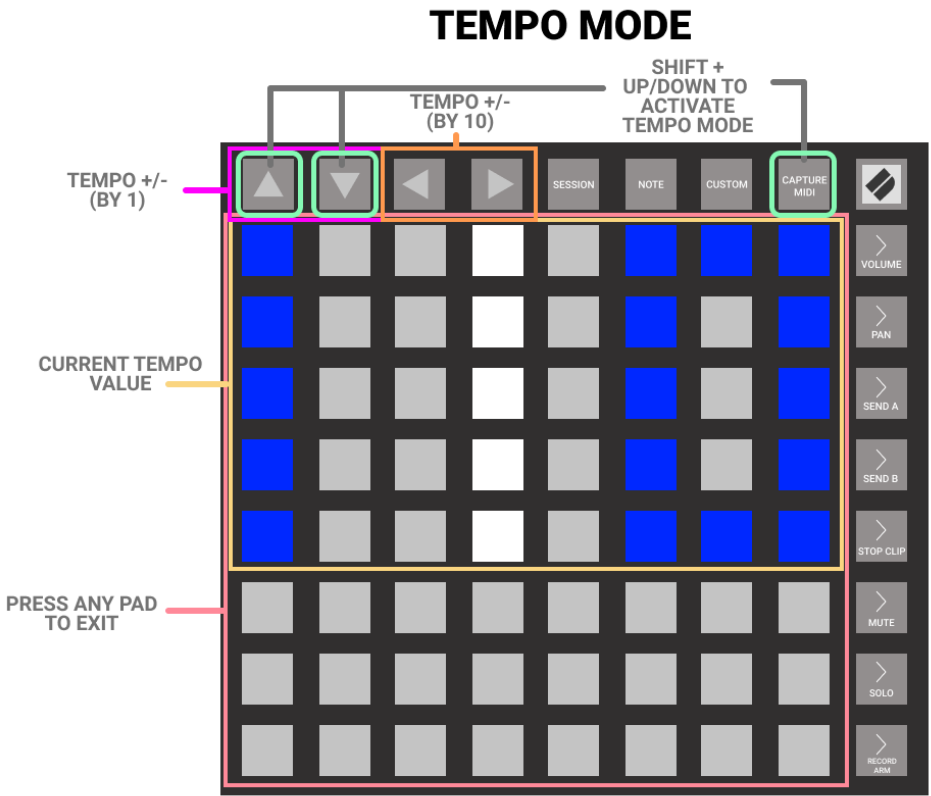 TEMPO MODE
SHIFT +
UP/DOWN TO
ACTIVATE
TEMPO MODE
TEMPO +/-
(BY 10)
TEMPO +/-
(BY 1)
SESSION
NOTE
CUSTOM
CAPTURE
MIDI
VOLUME
PAN
CURRENT TEMPO
VALUE
SEND A
SEND B
STOP CLIP
PRESS ANY PAD
TO EXIT
MUTE
SOLO
RECORD
ARM